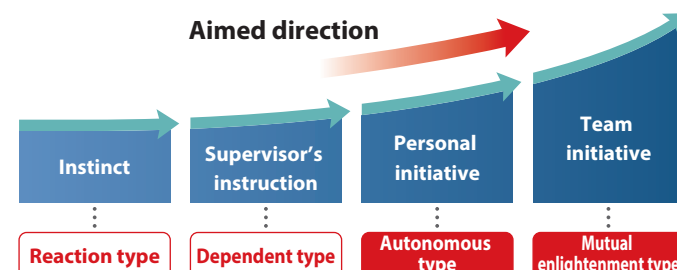 Aimed direction
Instinct
Supervisor's
instruction
Personal
initiative
Team
initiative
Reaction type
Dependent type
Autonomous
type
Mutual
enlightenment type